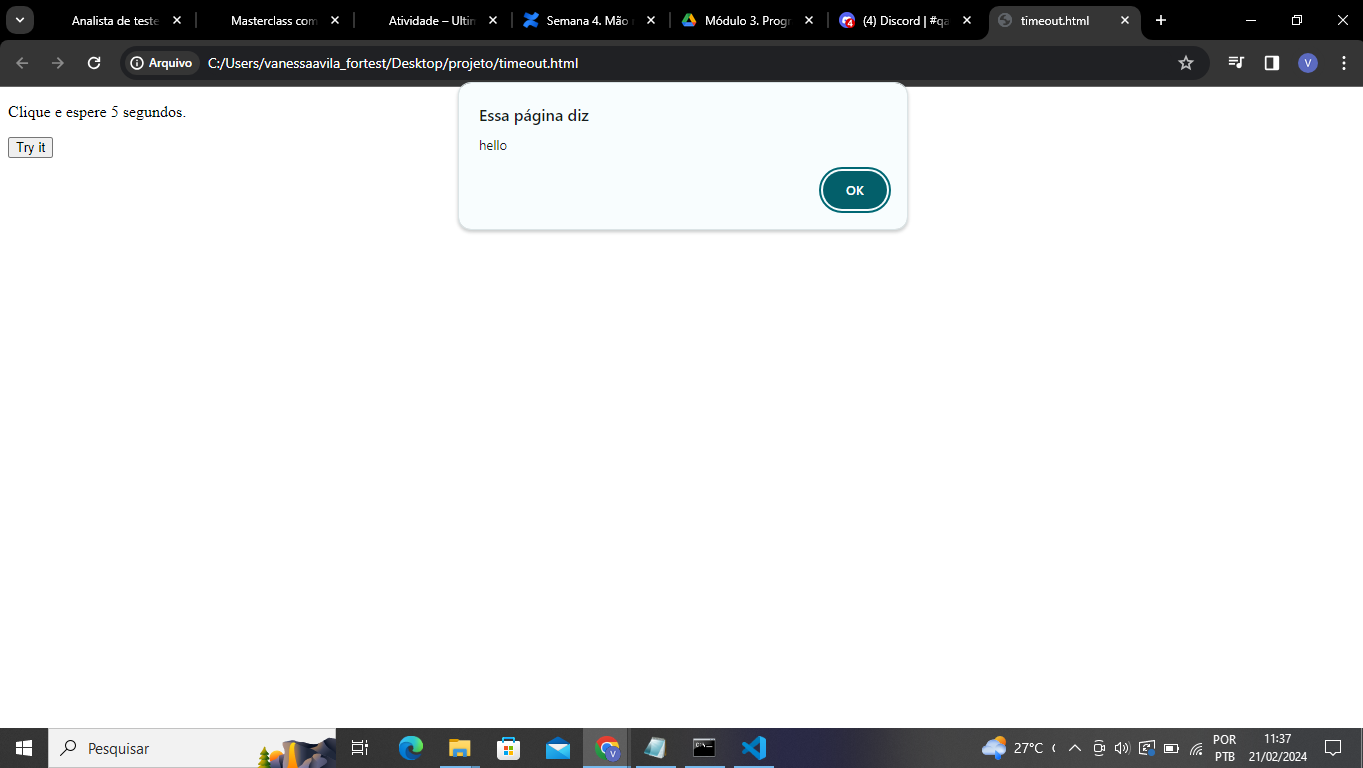 Analista de teste
Masterclass com
Atividade – Ultin
Semana 4. Mão
Módulo 3. Progr
(4) Discord | #qa
timeout.html
Arquivo
C:/Users/vanessaavila_fortest/Desktop/projeto/timeout.html
V
Clique e espere 5 segundos.
Try it
Essa página diz
hello
OK
Pesquisar
27°C
POR
PTB
11:37
21/02/2024